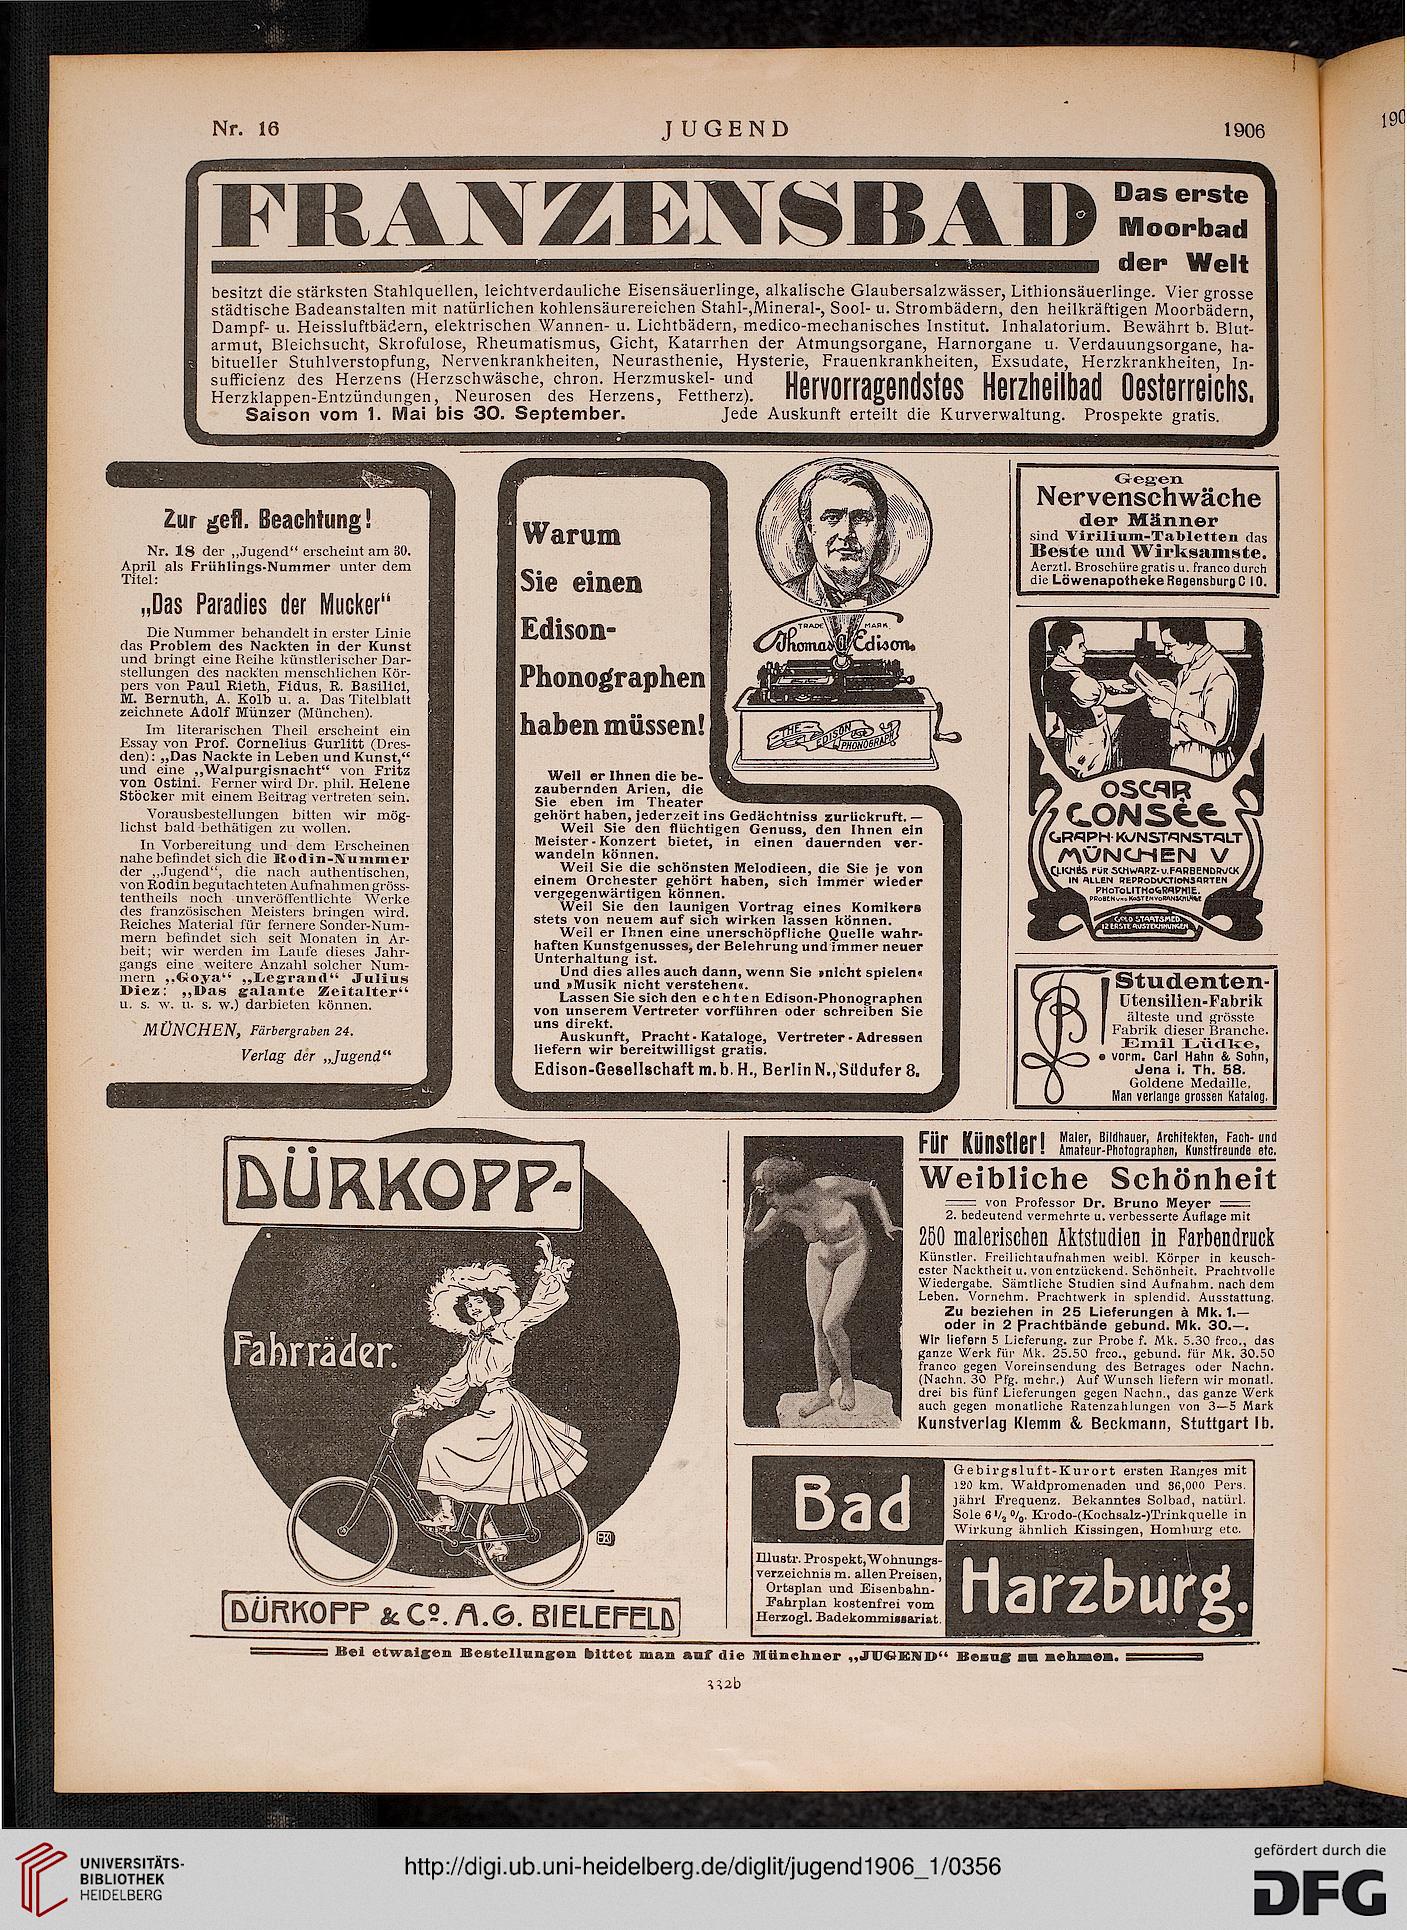 Nr. 16
JUGEND
1906
190
FRANZENSBAD
Das erste
Moorbad
der Welt
besitzt die stärksten Stahlquellen, leichtverdauliche Eisensäuerlinge, alkalische Glaubersalzwässer, Lithionsäuerlinge. Vier grosse
städtische Badeanstalten mit natürlichen kohlensäurereichen Stahl-, Mineral-, Sool- u. Strombädern, den heilkräftigen Moorbädern,
Dampf- u. Heissluftbädern, elektrischen Wannen- u. Lichtbädern, medico-mechanisches Institut. Inhalatorium. Bewährt b. Blut-
armut, Bleichsucht, Skrofulose, Rheumatismus, Gicht, Katarrhen der Atmungsorgane, Harnorgane u. Verdauungsorgane, ha-
bitueller Stuhlverstopfung, Nervenkrankheiten, Neurasthenie, Hysterie, Frauenkrankheiten, Exsudate, Herzkrankheiten, In-
sufficienz des Herzens (Herzschwäsche, chron. Herzmuskel- und
Herzklappen-Entzündungen, Neurosen des Herzens, Fettherz).
Hervorragendstes Herzheilbad Oesterreichs.
Saison vom 1. Mai bis 30. September.
Jede Auskunft erteilt die Kurverwaltung. Prospekte gratis.
Zur gefl. Beachtung!
Nr. 18 der „Jugend“ erscheint am 30.
April als Frühlings-Nummer unter dem
Titel:
„Das Paradies der Mucker“
Die Nummer behandelt in erster Linie
das Problem des Nackten in der Kunst
und bringt eine Reihe künstlerischer Dar-
stellungen des nackten menschlichen Kör-
pers von Paul Rieth, Fidus, R. Basilici,
M. Bernuth, A. Kolb u. a. Das Titelblatt
zeichnete Adolf Münzer (München).
Im literarischen Theil erscheint ein
Essay von Prof. Cornelius Gurlitt (Dres-
den): „Das Nackte in Leben und Kunst,“
und eine „Walpurgisnacht“ von Fritz
von Ostini. Ferner wird Dr. phil. Helene
Stöcker mit einem Beitrag vertreten sein.
Vorausbestellungen bitten wir mög-
lichst bald bethätigen zu wollen.
In Vorbereitung und dem Erscheinen
nahe befindet sich die Rodin-Nummer
der „Jugend“, die nach authentischen,
von Rodin begutachteten Aufnahmen gröss-
tentheils noch unveröffentlichte Werke
des französischen Meisters bringen wird.
Reiches Material für fernere Sonder-Num-
mern befindet sich seit Monaten in Ar-
beit; wir werden im Laufe dieses Jahr-
gangs eine weitere Anzahl solcher Num-
mern „Goya“ „Legrand“ Julius
Diez: „Das galante Zeitalter“
u. s. w. u. s. w.) darbieten können.
MÜNCHEN, Färbergraben 24.
Verlag der „Jugend“
Warum
Sie einen
Edison-
Phonographen
haben müssen!
TRADE MARK
Thomas A Edison
THE EDISON PHONOGRAPH
Weil er Ihnen die be-
zaubernden Arien, die
Sie eben im Theater
gehört haben, jederzeit ins Gedächtniss zurückruft. —
Weil Sie den flüchtigen Genuss, den Ihnen ein
Meister-Konzert bietet, in einen dauernden ver-
wandeln können.
Weil Sie die schönsten Melodieen, die Sie je von
einem Orchester gehört haben, sich immer wieder
vergegenwärtigen können.
Weil Sie den launigen Vortrag eines Komikers
stets von neuem auf sich wirken lassen können.
Weil er Ihnen eine unerschöpfliche Quelle wahr-
haften Kunstgenusses, der Belehrung und immer neuer
Unterhaltung ist.
Und dies alles auch dann, wenn Sie »nicht spielen«
und »Musik nicht verstehen«.
Lassen Sie sich den echten Edison-Phonographen
von unserem Vertreter vorführen oder schreiben Sie
uns direkt.
Auskunft, Pracht-Kataloge, Vertreter-Adressen
liefern wir bereitwilligst gratis.
Edison-Gesellschaft m. b. H., Berlin N., Südufer 8.
Gegen
Nervenschwäche
der Männer
sind Virilium-Tabletten das
Beste und Wirksamste.
Aerztl. Broschüre gratis u. franco durch
die Löwenapotheke Regensburg C 10.
OSCAR
CONSÉE
GRAPH. KUNSTANSTALT
MÜNCHEN V
CLICHÉS FÜR SCHWARZ- U. FARBENDRUCK
IN ALLEN REPRODUCTIONSARTEN
PHOTOLITHOGRAPHIE.
PROBEN UND KOSTENVORANSCHLÄGE
GOLD STAATSMED.
12 ERSTE AUSZEICHNUNGEN
Studenten-
Utensilien-Fabrik
älteste und grösste
Fabrik dieser Branche.
Emil Lüdke,
vorm. Carl Hahn & Sohn,
Jena i. Th. 58.
Goldene Medaille.
Man verlange grossen Katalog.
DÜRKOPP-
Fahrräder.
DÜRKOPP & Co. A.G. BIELEFELD
Für Künstler!
Maler, Bildhauer, Architekten, Fach- und
Amateur-Photographen, Kunstfreunde etc.
Weibliche Schönheit
von Professor Dr. Bruno Meyer
2. bedeutend vermehrte u. verbesserte Auflage mit
250 malerischen Aktstudien in Farbendruck
Künstler. Freilichtaufnahmen weibl. Körper in keusch-
ester Nacktheit u. von entzückend. Schönheit. Prachtvolle
Wiedergabe. Sämtliche Studien sind Aufnahm. nach dem
Leben. Vornehm. Prachtwerk in splendid. Ausstattung.
Zu beziehen in 25 Lieferungen à Mk. 1.—
oder in 2 Prachtbände gebund. Mk. 30.—.
Wir liefern 5 Lieferung. zur Probe f. Mk. 5.30 frco., das
ganze Werk für Mk. 25.50 frco., gebund. für Mk. 30.50
franco gegen Voreinsendung des Betrages oder Nachn.
(Nachn. 30 Pfg. mehr.) Auf Wunsch liefern wir monatl.
drei bis fünf Lieferungen gegen Nachn., das ganze Werk
auch gegen monatliche Ratenzahlungen von 3—5 Mark
Kunstverlag Klemm & Beckmann, Stuttgart I b.
Bad
Gebirgsluft-Kurort ersten Ranges mit
120 km. Waldpromenaden und 36,000 Pers.
jährl Frequenz. Bekanntes Solbad, natürl.
Sole 6 1/2 %. Krodo-(Kochsalz-)Trinkquelle in
Wirkung ähnlich Kissingen, Homburg etc.
Illustr. Prospekt, Wohnungs-
verzeichnis m. allen Preisen,
Ortsplan und Eisenbahn-
Fahrplan kostenfrei vom
Herzogl. Badekommissariat.
Harzburg.
Bei etwaigen Bestellungen bittet man auf die Münchner „JUGEND“ Bezug zu nehmen.
332b
UNIVERSITÄTS-
BIBLIOTHEK
HEIDELBERG
http://digi.ub.uni-heidelberg.de/diglit/jugend1906_1/0356
gefördert durch die
DFG